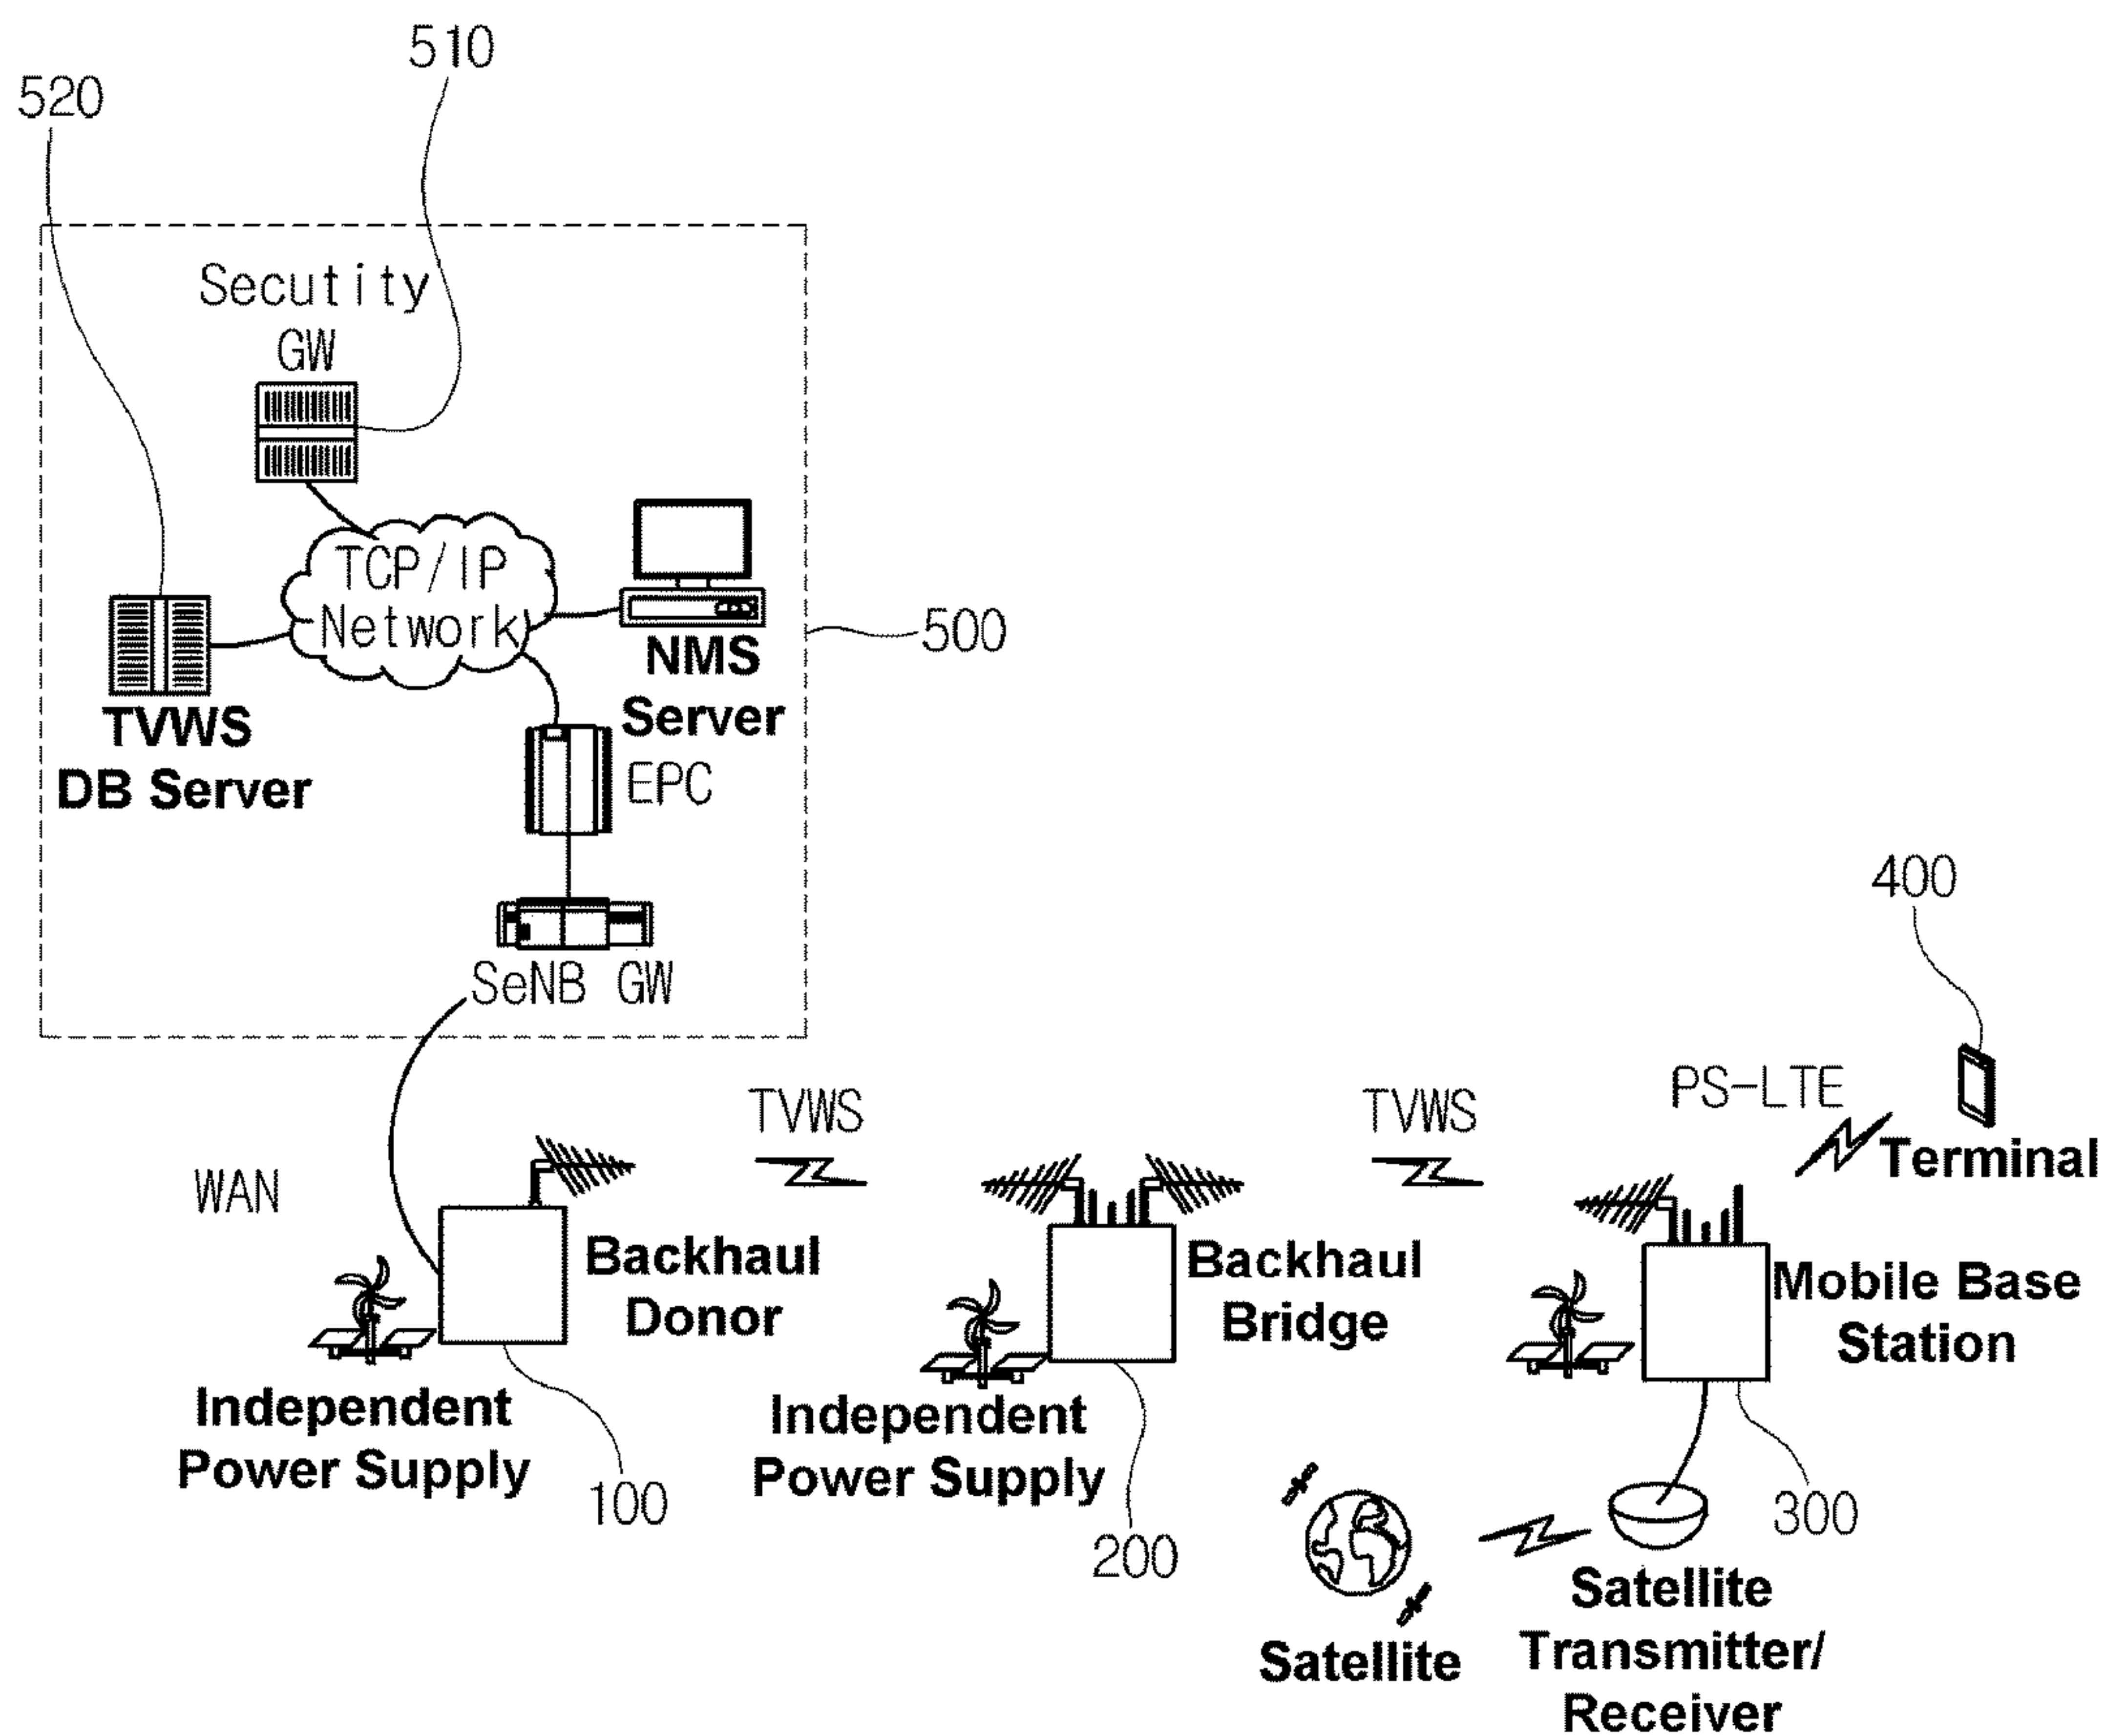 510
520
Secutity
GW
TCP/IP
Network
NMS
Server
500
TVWS
DB Server
EPC
SeNB GW
400
TVWS
TVWS
PS-LTE
Terminal
WAN
Backhaul
Donor
Backhaul
Bridge
Mobile Base
Station
Independent
Power Supply
Independent
Power Supply
100
200
300
Satellite
Satellite
Transmitter/
Receiver